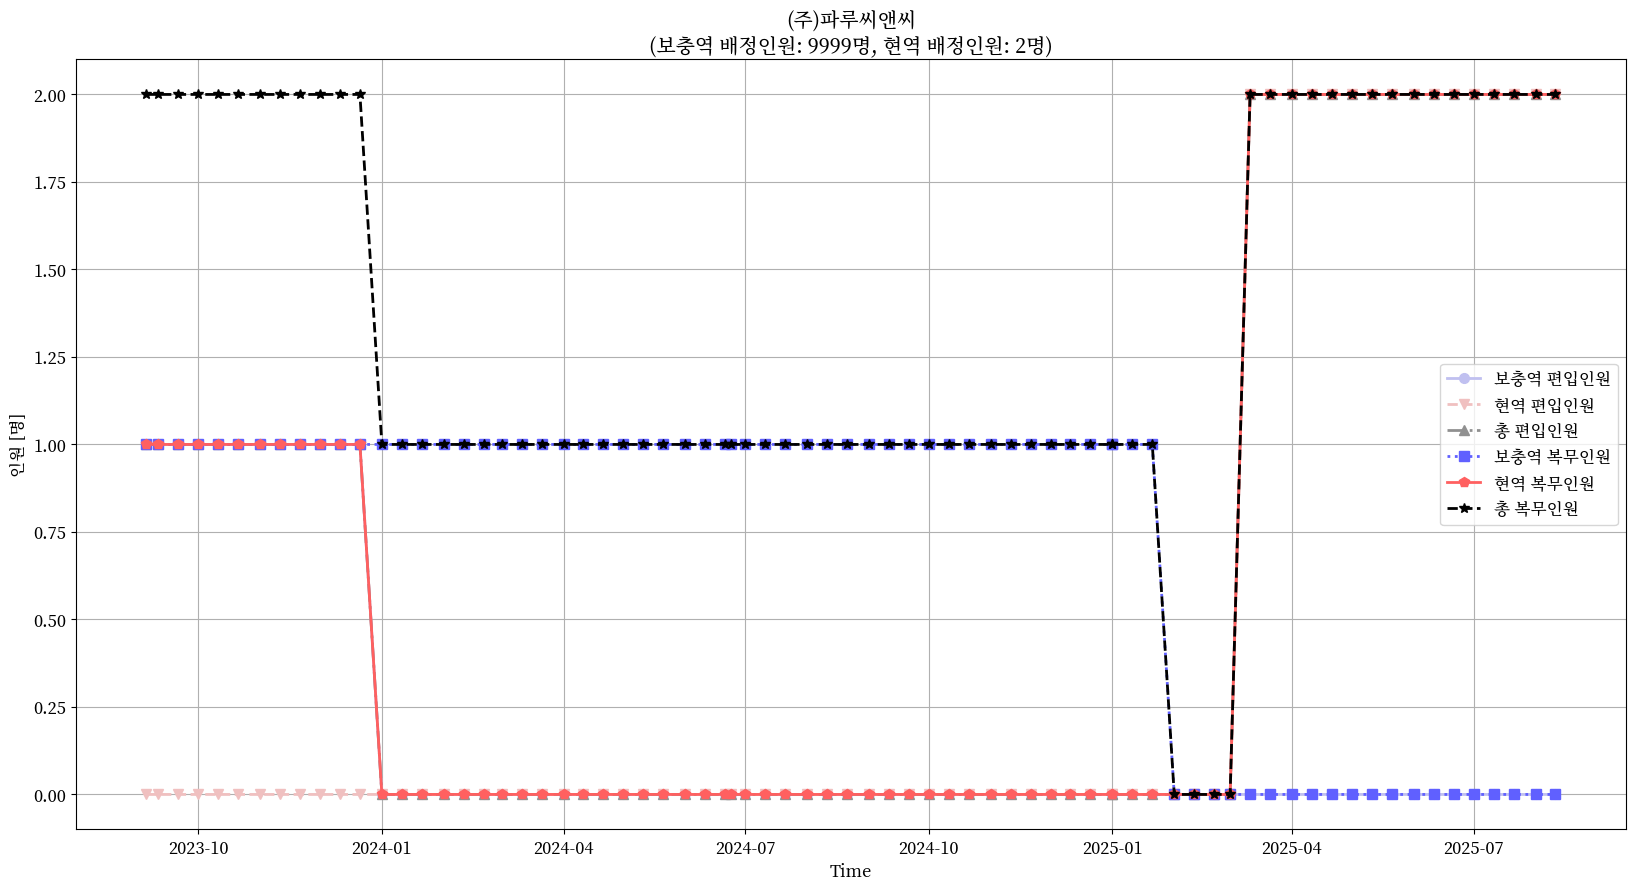 (주)파루씨앤씨
(보충역 배정인원: 9999명, 현역 배정인원: 2명)
인원 [명]
2.00
1.75
1.50
1.25
1.00
0.75
0.50
0.25
0.00
보충역 편입인원
현역 편입인원
총 편입인원
보충역 복무인원
현역 복무인원
총 복무인원
2023-10
2024-01
2024-04
2024-07
2024-10
2025-01
2025-04
2025-07
Time